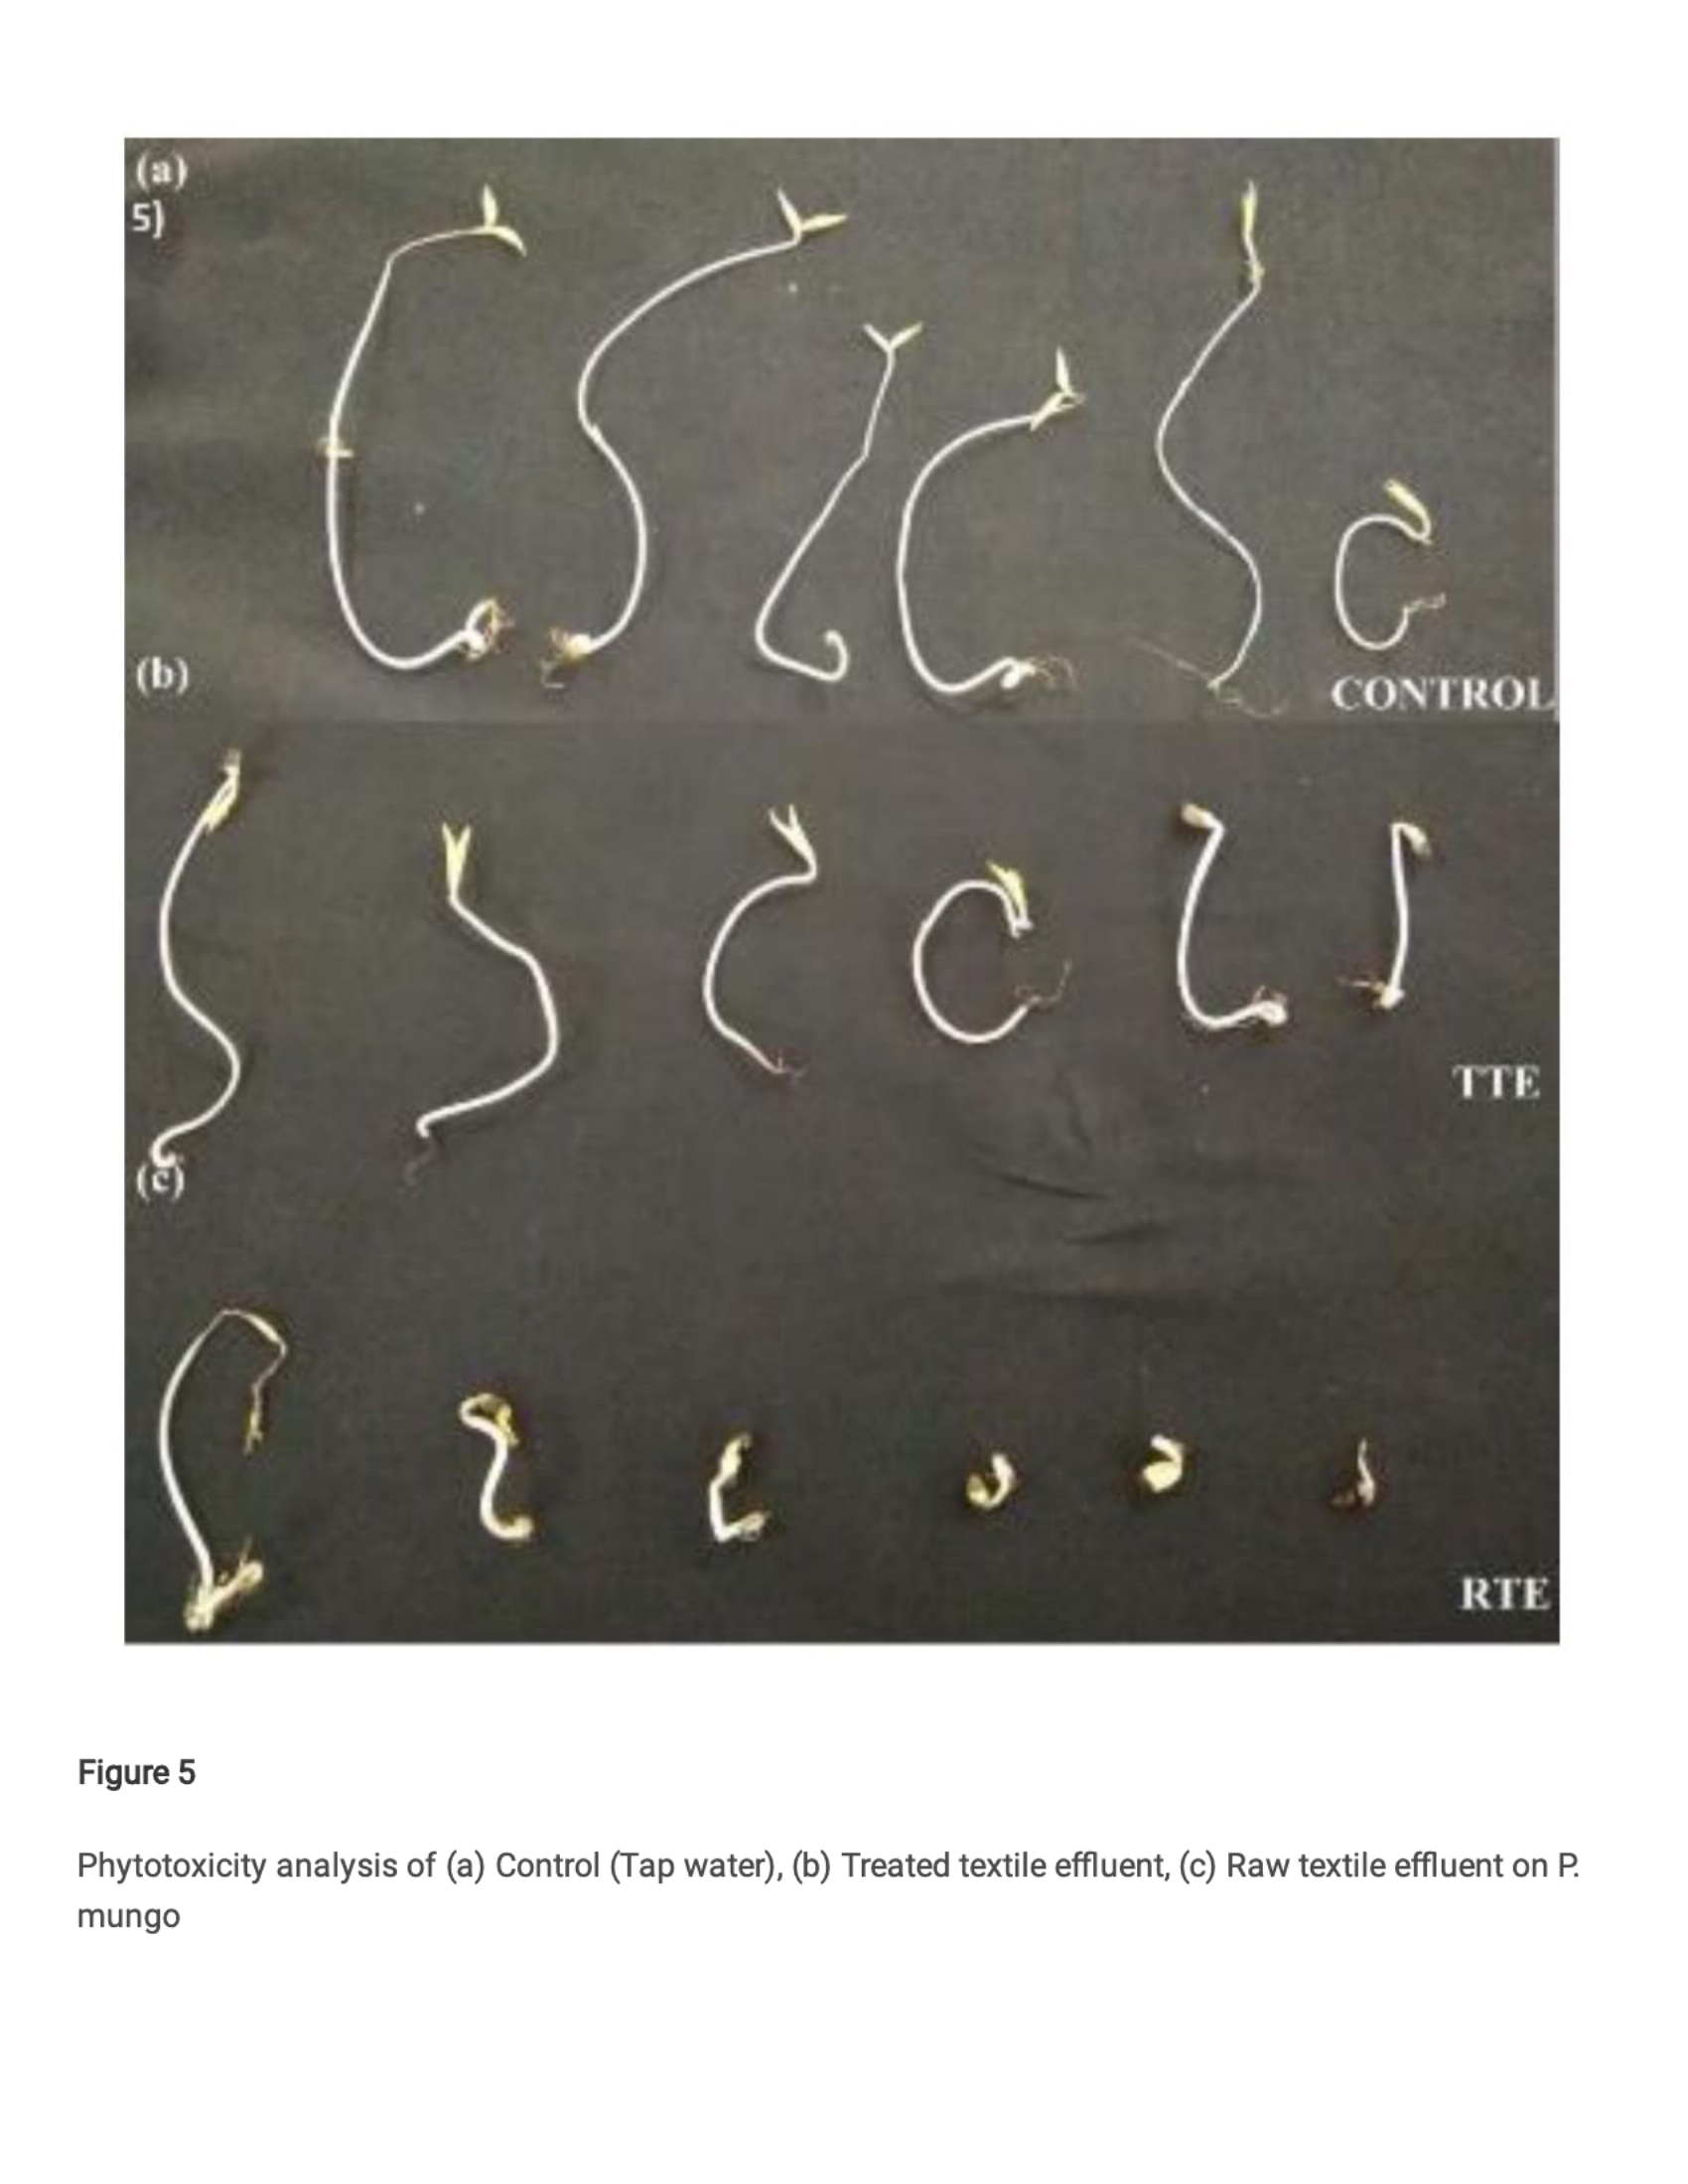 (a)
5)
(b)
CONTROL
TTE
(c)
RTE
Figure 5
Phytotoxicity analysis of (a) Control (Tap water), (b) Treated textile effluent, (c) Raw textile effluent on P.
mungo